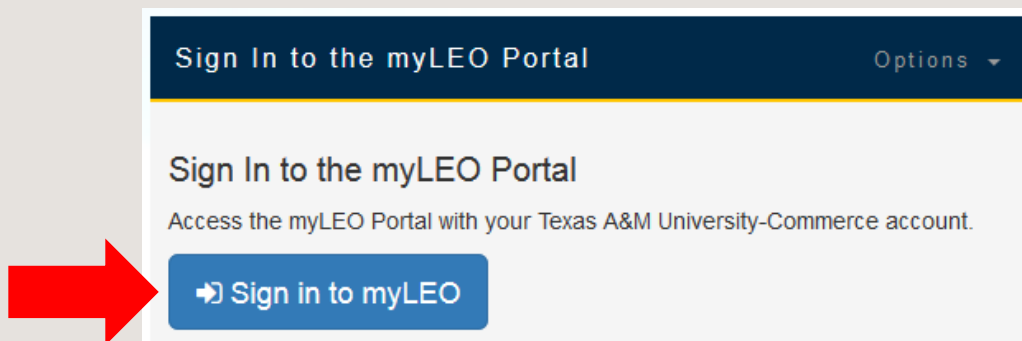 Sign In to the myLEO Portal
Options
Sign In to the myLEO Portal
Access the myLEO Portal with your Texas A&M University-Commerce account.
Sign in to myLEO